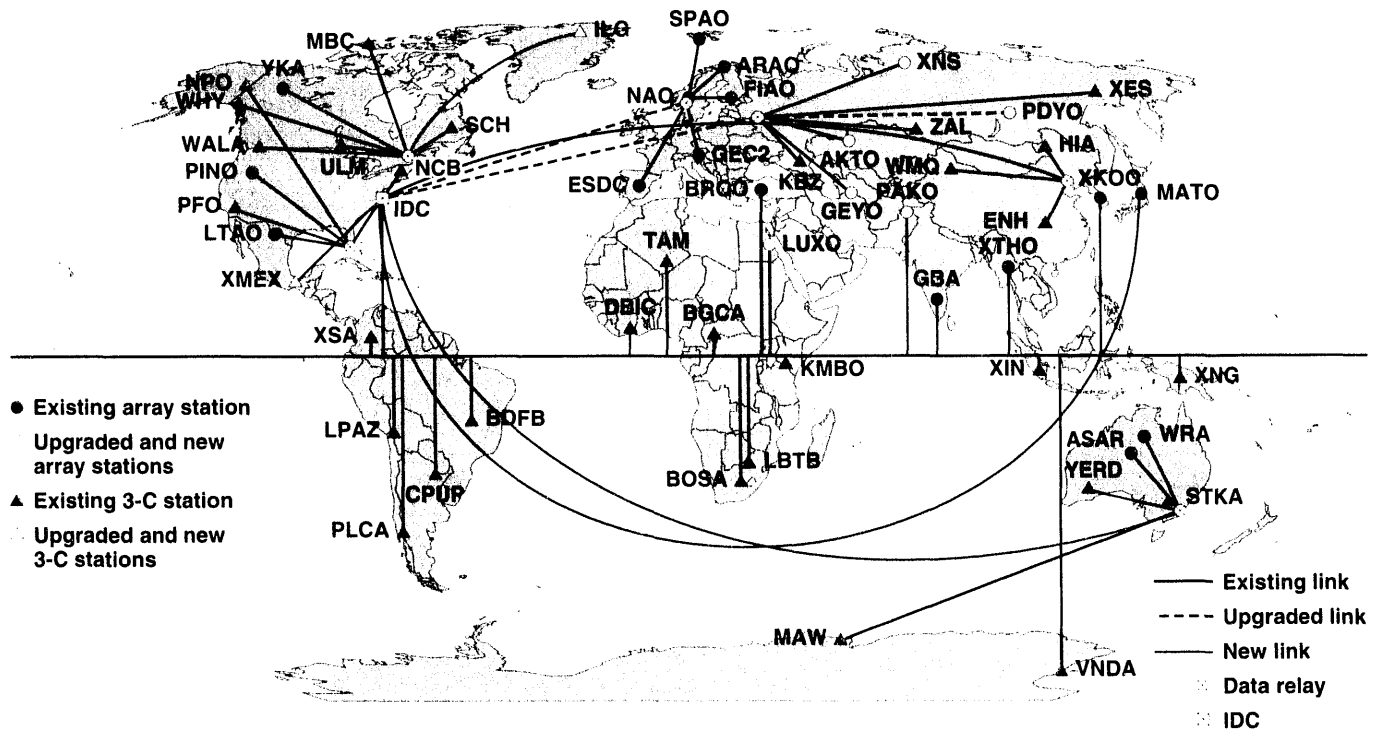 SPAO
MBC
ILG
YKA
NPO
WHY
ARAO
XNS
NAO
FIAO
XES
PDYO
SCH
ZAL
WALA
HIA
ULM
NCB
GEC2
AKTO
WMQ
PINO
KBZ
XKOO
ESDC
BRQO
PAKO
MATO
PFO
IDC
GEYO
ENH
LTAO
TAM
LUXO
XTHO
XMEX
GBA
DBIC
BGCA
XSA
KMBO
XIN
XNG
Existing array station
Upgraded and new
array stations
Existing 3-C station
Upgraded and new
3-C stations
BDFB
LPAZ
ASAR
WRA
LBTB
BOSA
YERD
CPUP
STKA
PLCA
Existing link
Upgraded link
New link
Data relay
IDC
MAW
VNDA